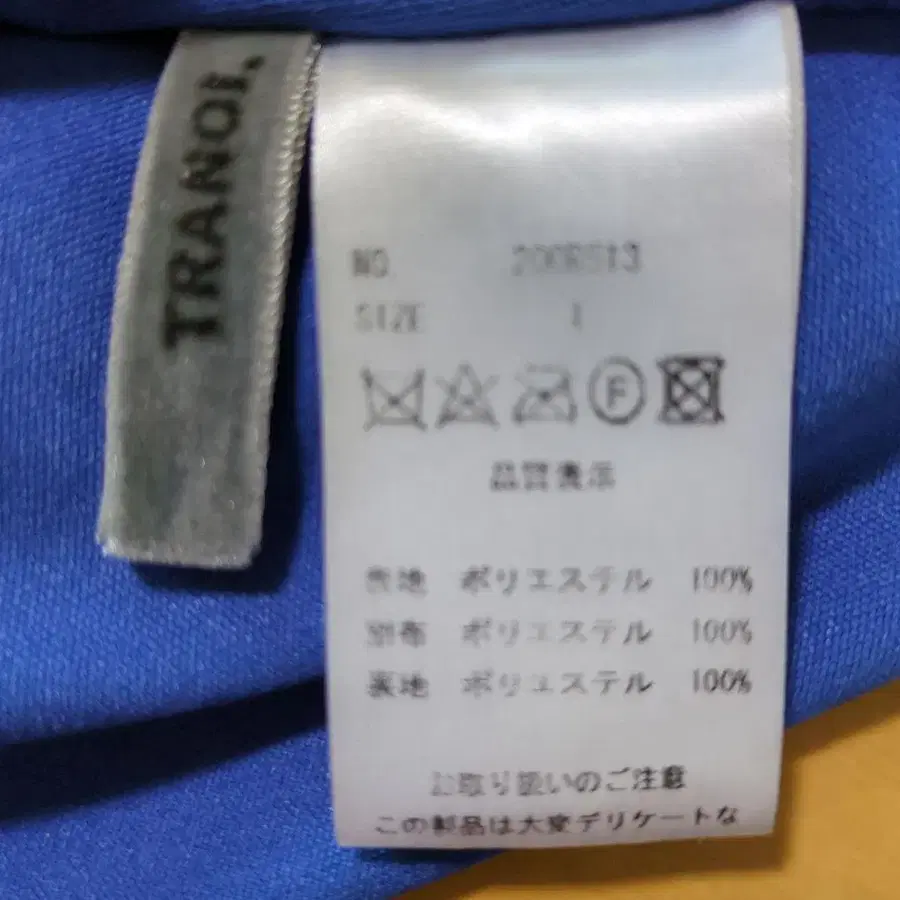 TRANOI.
NO.
SIZE 1
F
品質表示
表地 ポリエステル 100%
別布 ポリエステル 100%
裏地 ポリエステル 100%
お取り扱いのご注意
この製品は大変デリケートな